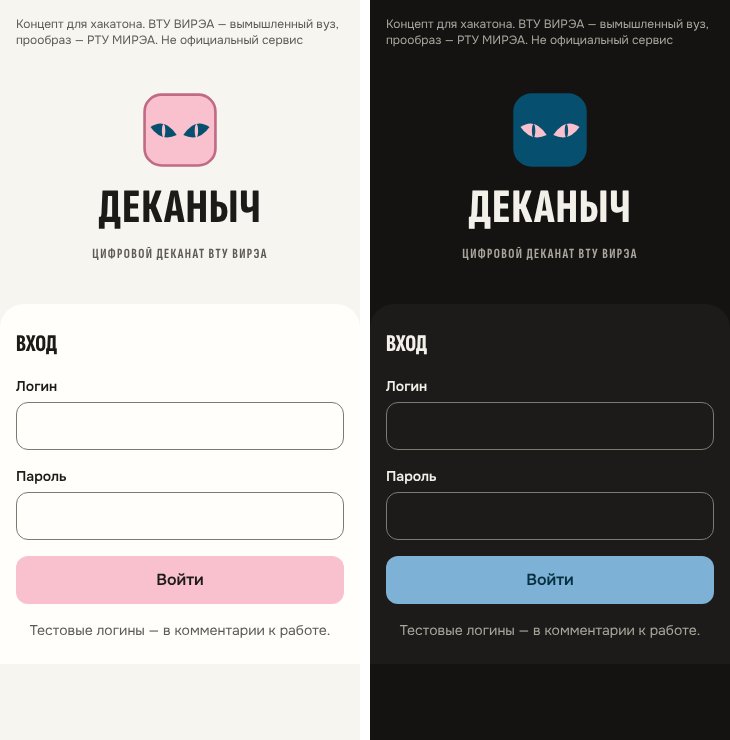 Концепт для хакатона. ВТУ ВИРЭА — вымышленный вуз,
прообраз — РТУ МИРЭА. Не официальный сервис
ДЕКАНЫЧ
ЦИФРОВОЙ ДЕКАНАТ ВТУ ВИРЭА
ВХОД
Логин
Пароль
Войти
Тестовые логины — в комментарии к работе.
Концепт для хакатона. ВТУ ВИРЭА — вымышленный вуз,
прообраз — РТУ МИРЭА. Не официальный сервис
ДЕКАНЫЧ
ЦИФРОВОЙ ДЕКАНАТ ВТУ ВИРЭА
ВХОД
Логин
Пароль
Войти
Тестовые логины — в комментарии к работе.